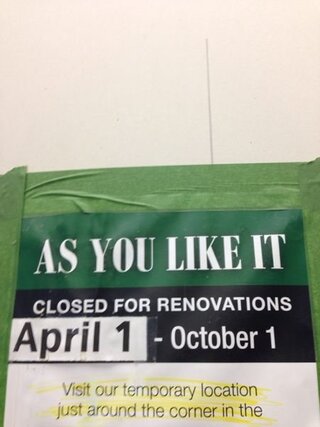 AS YOU LIKE IT
CLOSED FOR RENOVATIONS
April 1 - October 1
Visit our temporary location
just around the corner in the